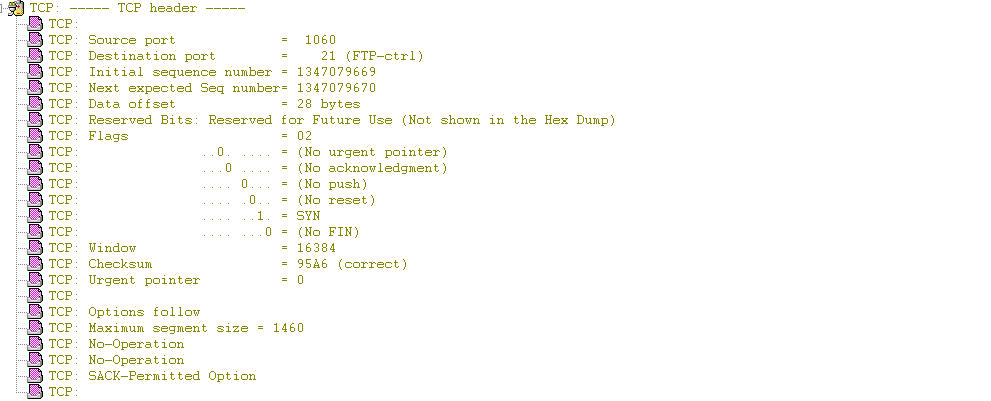 TCP: ----- TCP header -----
TCP:
TCP: Source port             =  1060
TCP: Destination port        =    21 (FTP-ctrl)
TCP: Initial sequence number = 1347079669
TCP: Next expected Seq number= 1347079670
TCP: Data offset             = 28 bytes
TCP: Reserved Bits: Reserved for Future Use (Not shown in the Hex Dump)
TCP: Flags                   = 02
TCP:               ..0. .... = (No urgent pointer)
TCP:               ...0 .... = (No acknowledgment)
TCP:               .... 0... = (No push)
TCP:               .... .0.. = (No reset)
TCP:               .... ..1. = SYN
TCP:               .... ...0 = (No FIN)
TCP: Window                  = 16384
TCP: Checksum                = 95A6 (correct)
TCP: Urgent pointer          = 0
TCP:
TCP: Options follow
TCP: Maximum segment size = 1460
TCP: No-Operation
TCP: No-Operation
TCP: SACK-Permitted Option
TCP: